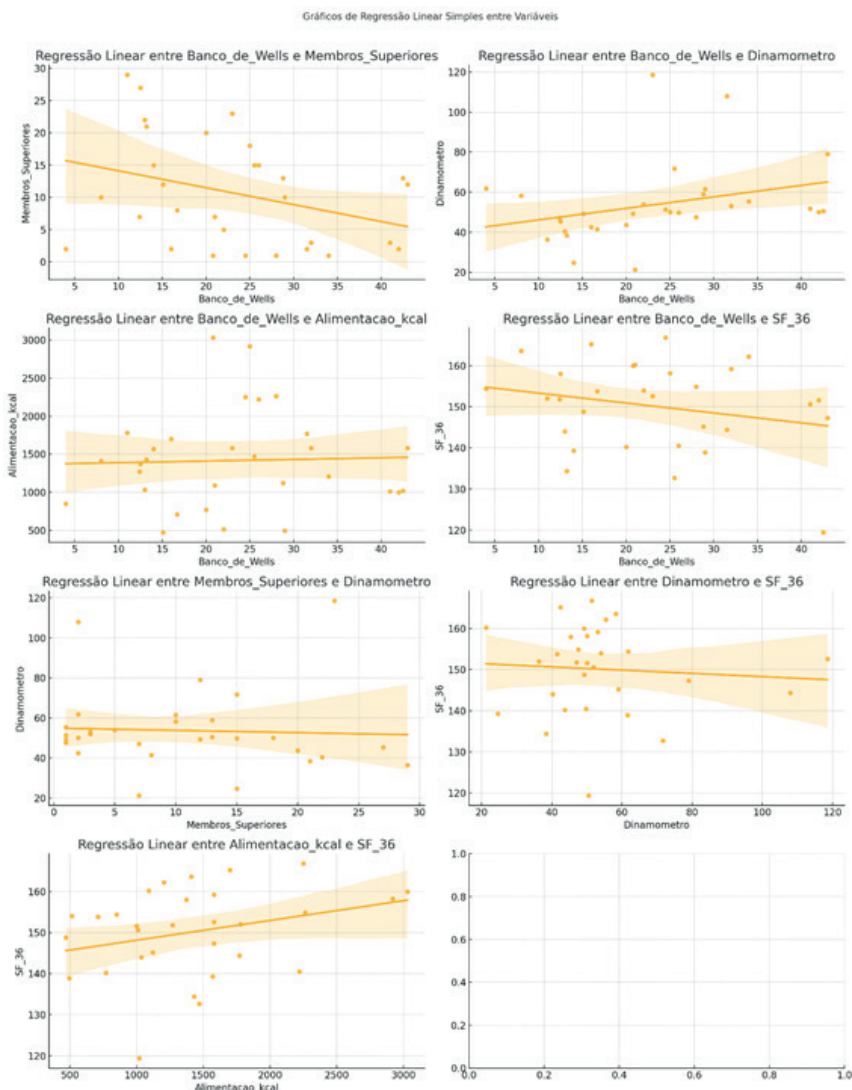 Gráficos de Regressão Linear Simples entre Variáveis
Regressão Linear entre Banco_de_Wells e Membros_Superiores
Membros_Superiores
30
25
20
15
10
5
0
5 10 15 20 25 30 35 40
Banco_de_Wells
Regressão Linear entre Banco_de_Wells e Dinamometro
Dinamometro
120
100
80
60
40
20
5 10 15 20 25 30 35 40
Banco_de_Wells
Regressão Linear entre Banco_de_Wells e Alimentacao_kcal
Alimentacao_kcal
3000
2500
2000
1500
1000
500
5 10 15 20 25 30 35 40
Banco_de_Wells
Regressão Linear entre Banco_de_Wells e SF_36
SF_36
160
150
140
130
120
5 10 15 20 25 30 35 40
Banco_de_Wells
Regressão Linear entre Membros_Superiores e Dinamometro
Dinamometro
120
100
80
60
40
20
0 5 10 15 20 25 30
Membros_Superiores
Regressão Linear entre Dinamometro e SF_36
SF_36
160
150
140
130
120
20 40 60 80 100 120
Dinamometro
Regressão Linear entre Alimentacao_kcal e SF_36
SF_36
160
150
140
130
120
500 1000 1500 2000 2500 3000
Alimentacao_kcal
1.0
0.8
0.6
0.4
0.2
0.0
0.0 0.2 0.4 0.6 0.8 1.0